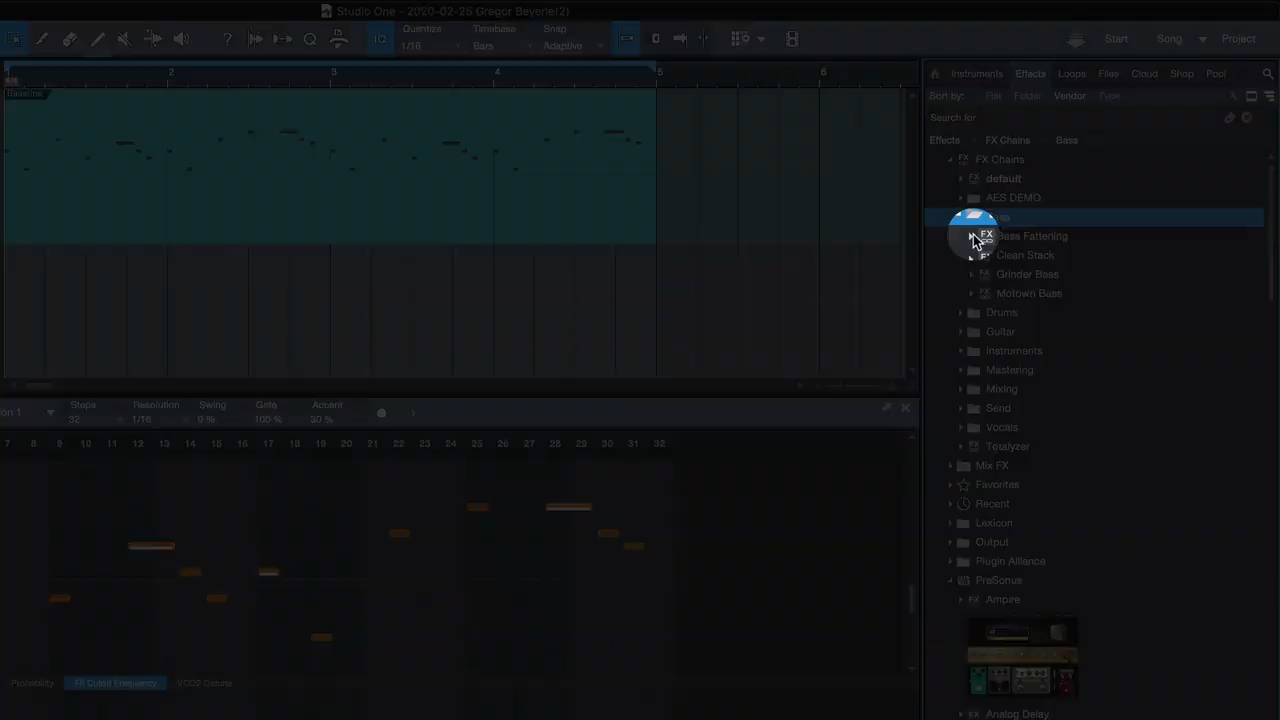 Studio One - 2020-02-25 Gregor Beyerle(2)
Quantize Timebase Snap
IQ 1/16 Bars Adaptive Start Song Project
2 3 4 5 6
Instruments Effects Loops Files Cloud Shop Pool
Sort by: Flat Folder Vendor Type
Search for
Effects FX Chains Bass
FX Chains
default
AES DEMO
Bass Fattening
Clean Stack
Grinder Bass
Motown Bass
Drums
Guitar
Instruments
Mastering
Mixing
Send
Vocals
Totalyzer
Mix FX
Favorites
Recent
Lexicon
Output
Plugin Alliance
PreSonus
Ampire
Analog Delay
Steps Resolution Swing Gate Accent
on 1 32 1/16 0 % 100 % 30 %
7 8 9 10 11 12 13 14 15 16 17 18 19 20 21 22 23 24 25 26 27 28 29 30 31 32
Probability Filt Cutoff Frequency VCO2 Detune